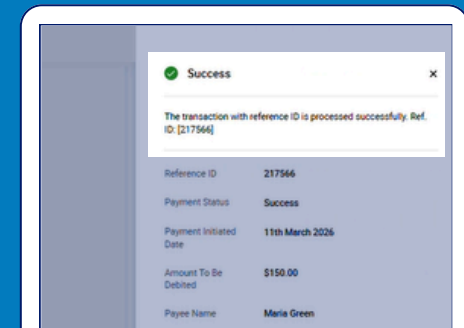 Success
×
The transaction with reference ID is processed successfully. Ref.
ID: [217566]
Reference ID 217566
Payment Status Success
Payment Initiated 11th March 2026
Date
Amount To Be $150.00
Debited
Payee Name Maria Green